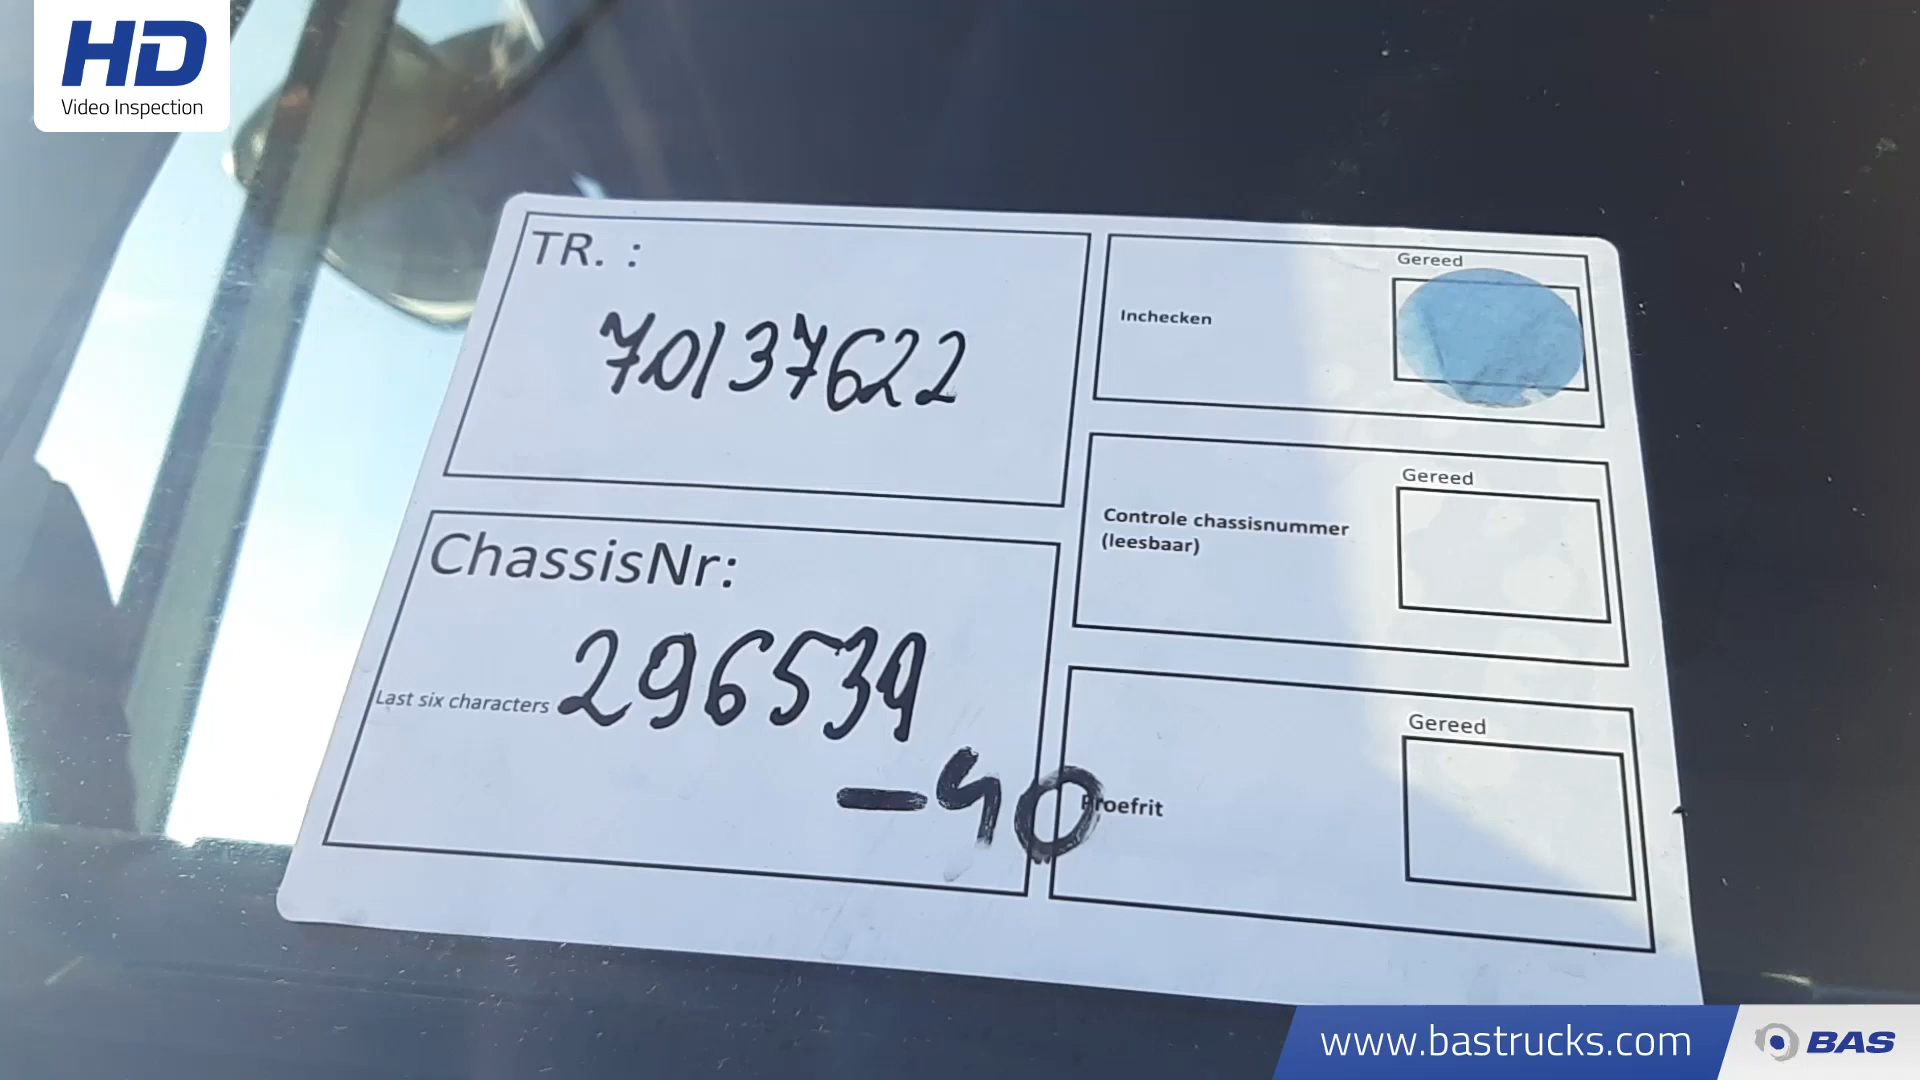 HD
Video Inspection
TR. :
70137622
ChassisNr:
Last six characters 296539
-40
Gereed
Inchecken
Gereed
Controle chassisnummer
(leesbaar)
Gereed
Proefrit
www.bastrucks.com
BAS